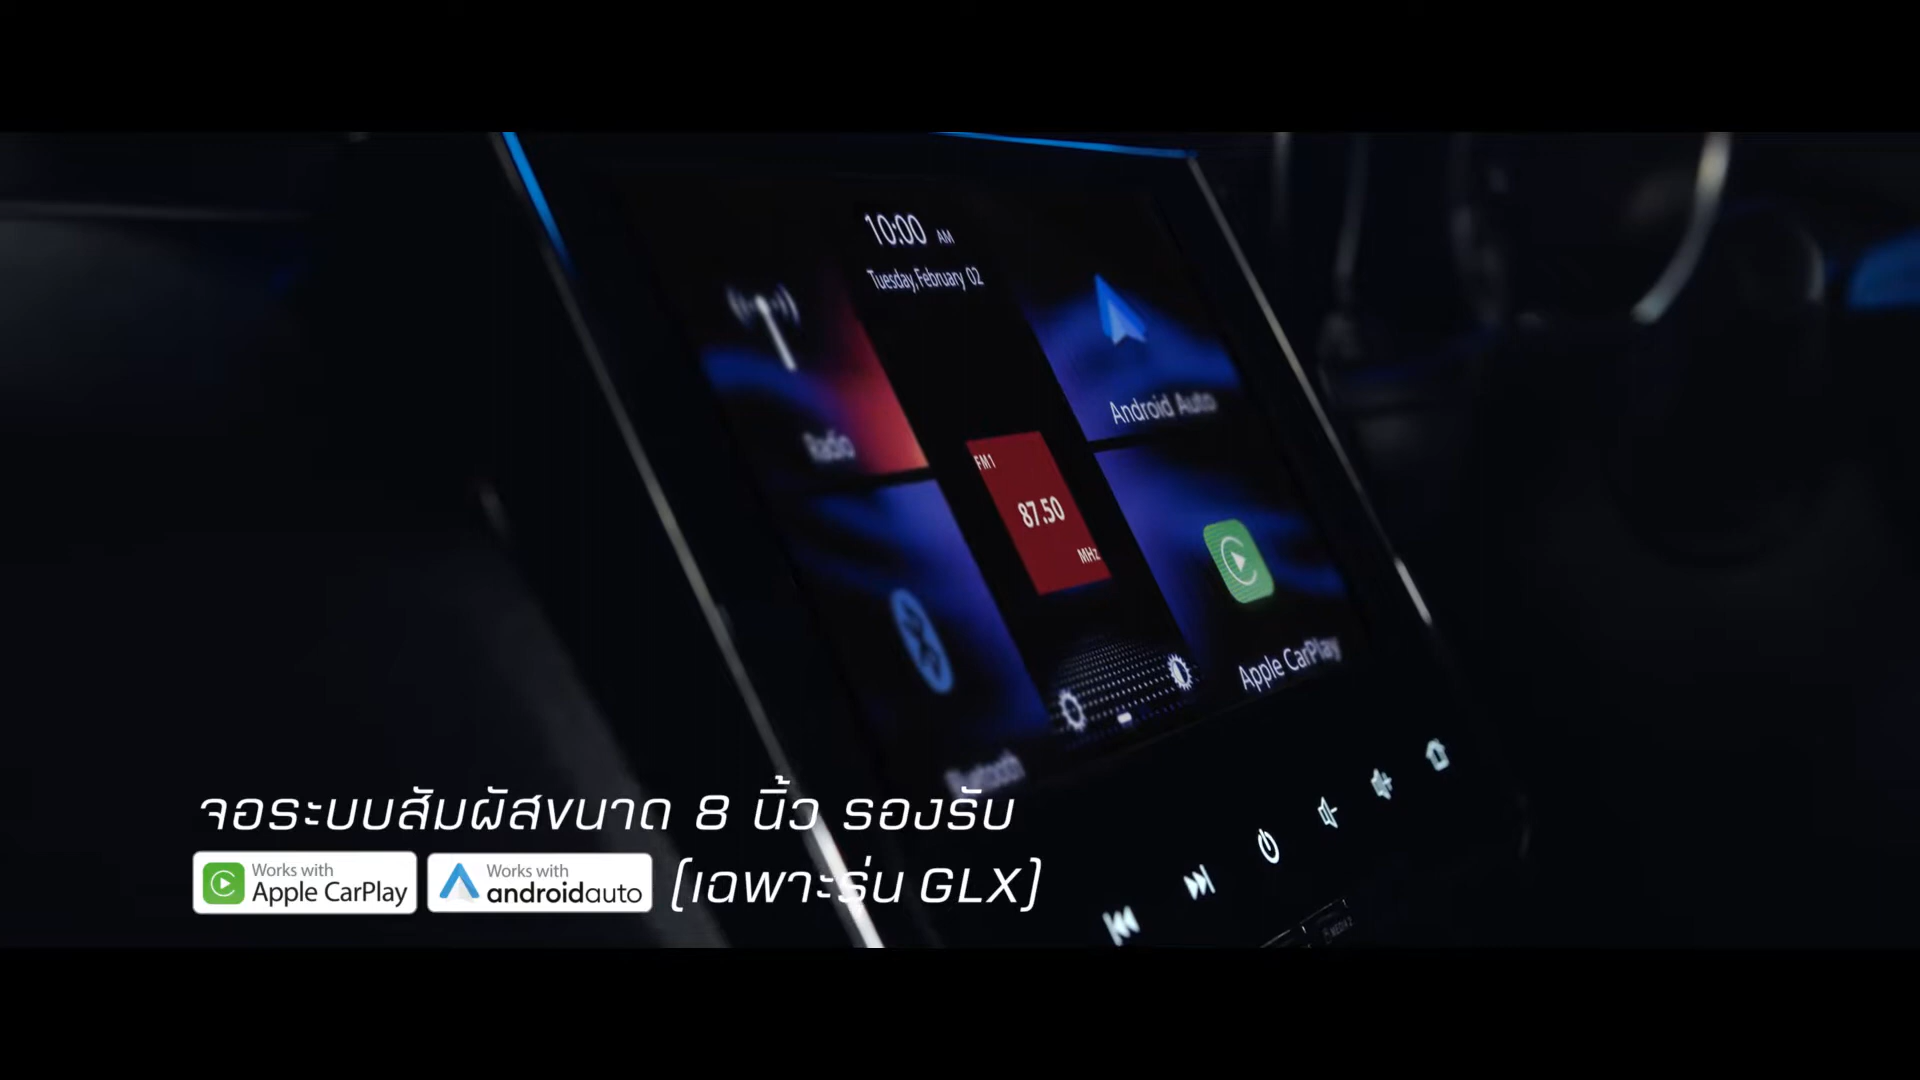 10:00 AM
Tuesday, February 02
Radio
Android Auto
FM1
87.50
MHz
Apple CarPlay
Bluetooth
จอระบบสัมผัสขนาด 8 นิ้ว รองรับ
Works with Apple CarPlay Works with androidauto (เฉพาะรุ่น GLX)